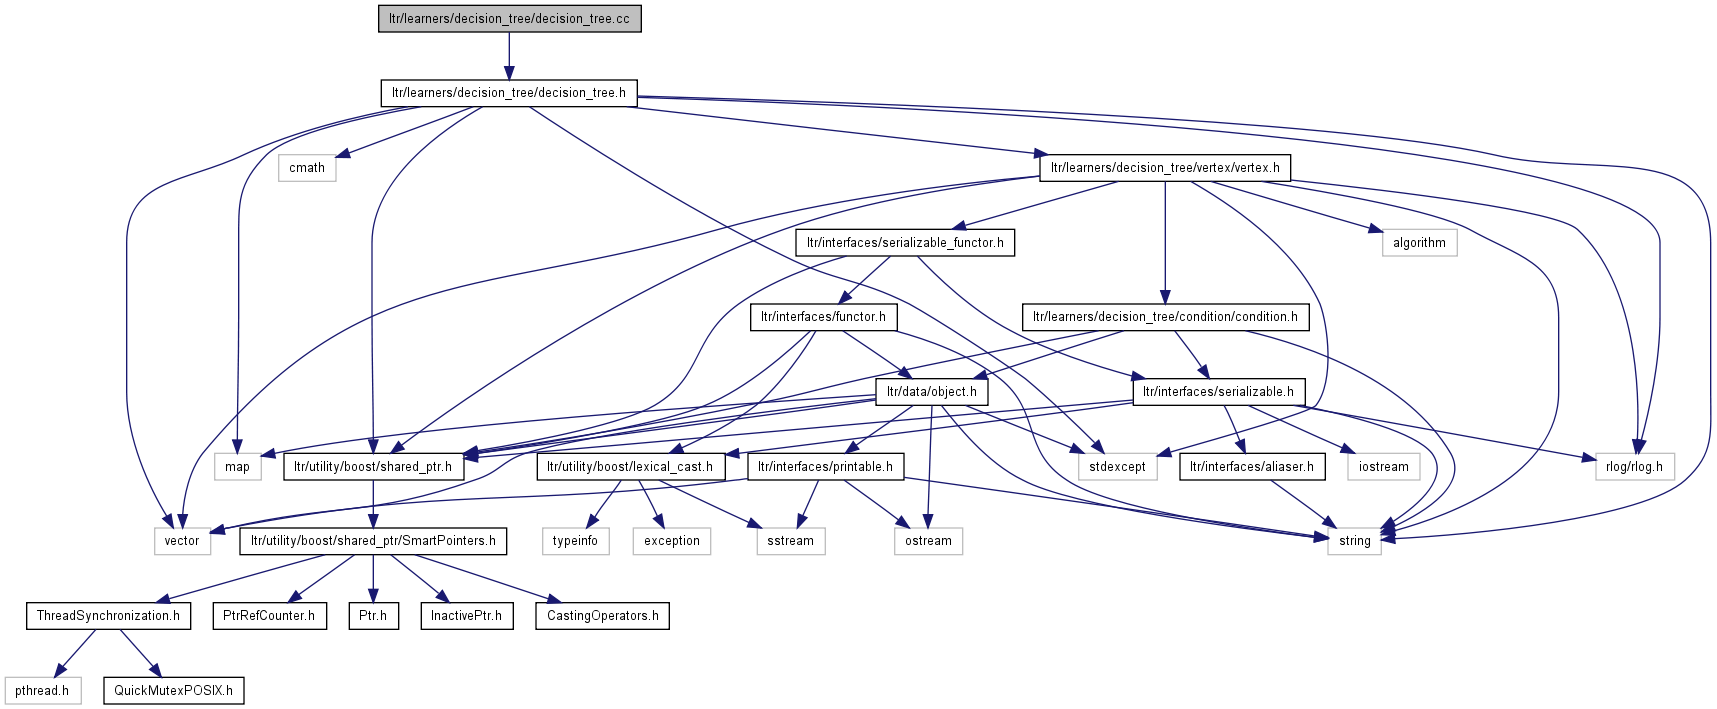 ltr/learners/decision_tree/decision_tree.cc
ltr/learners/decision_tree/decision_tree.h
cmath
ltr/learners/decision_tree/vertex/vertex.h
ltr/interfaces/serializable_functor.h
algorithm
ltr/interfaces/functor.h
ltr/learners/decision_tree/condition/condition.h
ltr/data/object.h
ltr/interfaces/serializable.h
map
ltr/utility/boost/shared_ptr.h
ltr/utility/boost/lexical_cast.h
ltr/interfaces/printable.h
stdexcept
ltr/interfaces/aliaser.h
iostream
rlog/rlog.h
vector
ltr/utility/boost/shared_ptr/SmartPointers.h
typeinfo
exception
sstream
ostream
string
ThreadSynchronization.h
PtrRefCounter.h
Ptr.h
InactivePtr.h
CastingOperators.h
pthread.h
QuickMutexPOSIX.h